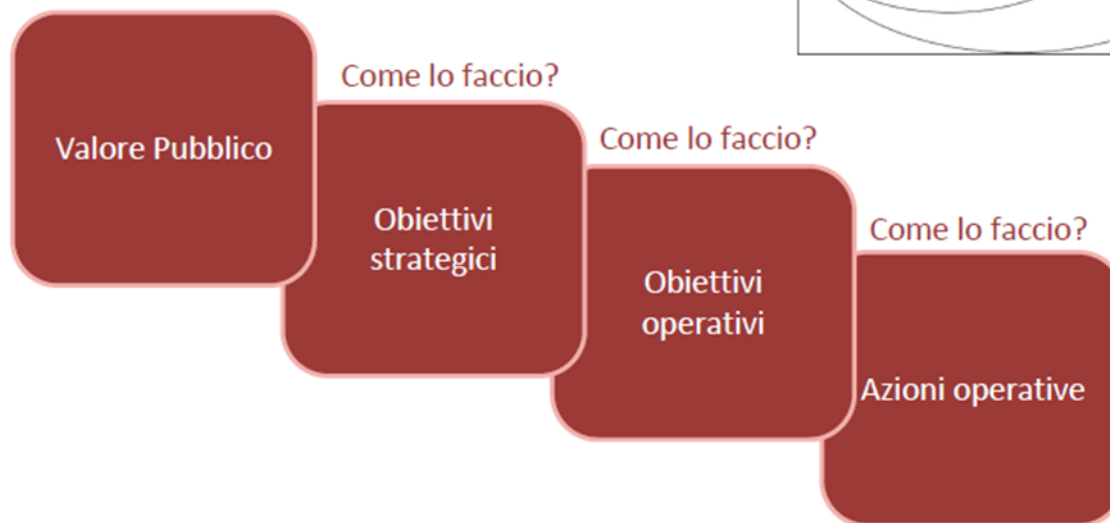 Valore Pubblico
Come lo faccio?
Obiettivi
strategici
Come lo faccio?
Obiettivi
operativi
Come lo faccio?
Azioni operative